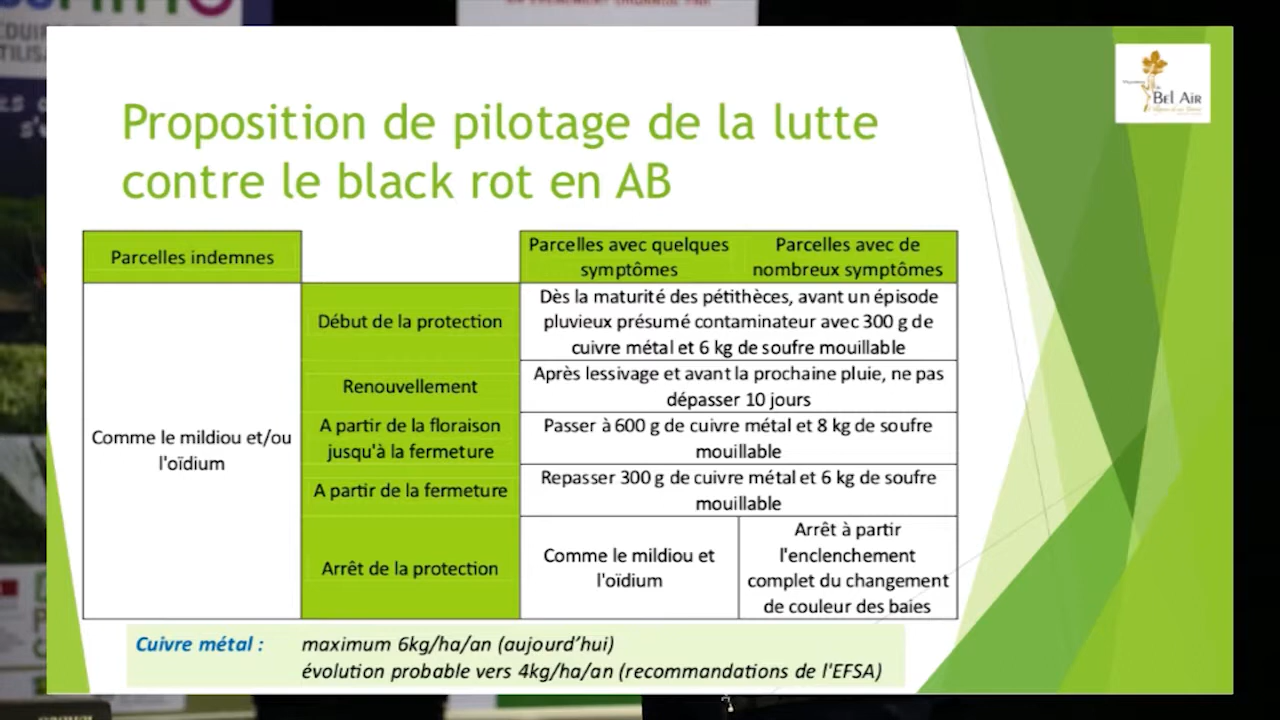 UN ÉVÈNEMENT ORGANISÉ PAR
Bel Air
Proposition de pilotage de la lutte
contre le black rot en AB
Parcelles indemnes
Parcelles avec quelques
symptômes
Parcelles avec de
nombreux symptômes
Comme le mildiou et/ou
l'oïdium
Début de la protection
Dès la maturité des pétithèces, avant un épisode
pluvieux présumé contaminateur avec 300 g de
cuivre métal et 6 kg de soufre mouillable
Renouvellement
Après lessivage et avant la prochaine pluie, ne pas
dépasser 10 jours
A partir de la floraison
jusqu'à la fermeture
Passer à 600 g de cuivre métal et 8 kg de soufre
mouillable
A partir de la fermeture
Repasser 300 g de cuivre métal et 6 kg de soufre
mouillable
Arrêt de la protection
Comme le mildiou et
l'oïdium
Arrêt à partir
l'enclenchement
complet du changement
de couleur des baies
Cuivre métal : maximum 6kg/ha/an (aujourd’hui)
évolution probable vers 4kg/ha/an (recommandations de l'EFSA)